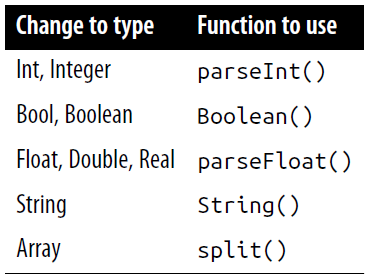 Change to type Function to use
Int, Integer parseInt()
Bool, Boolean Boolean()
Float, Double, Real parseFloat()
String String()
Array split()